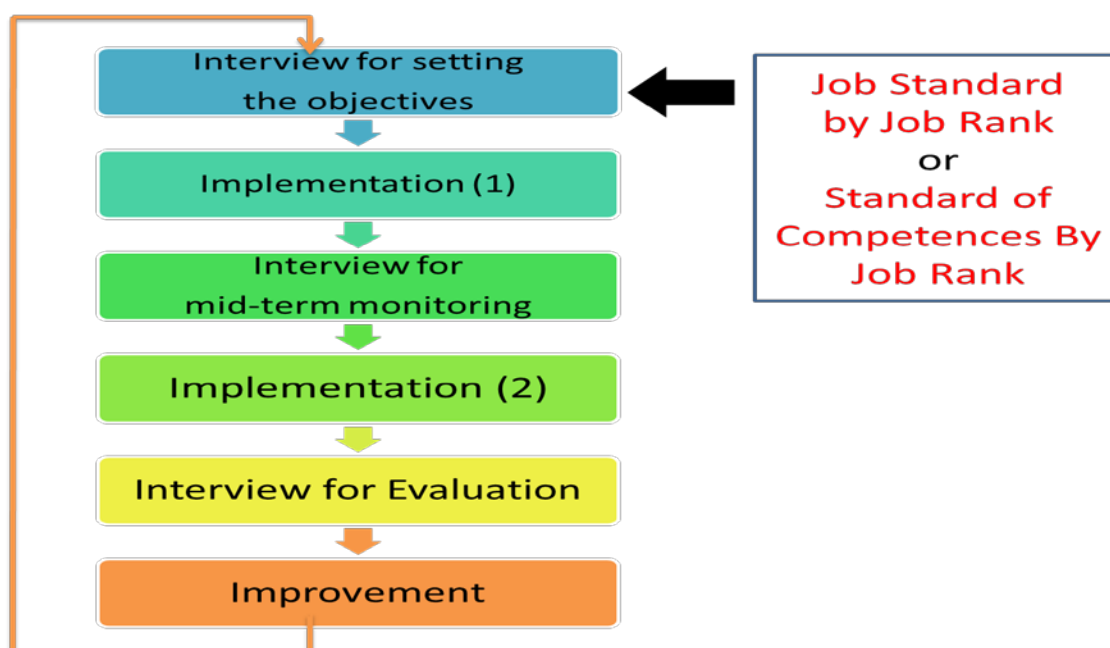 Interview for setting
the objectives
Implementation (1)
Interview for
mid-term monitoring
Implementation (2)
Interview for Evaluation
Improvement
Job Standard
by Job Rank
or
Standard of
Competences By
Job Rank